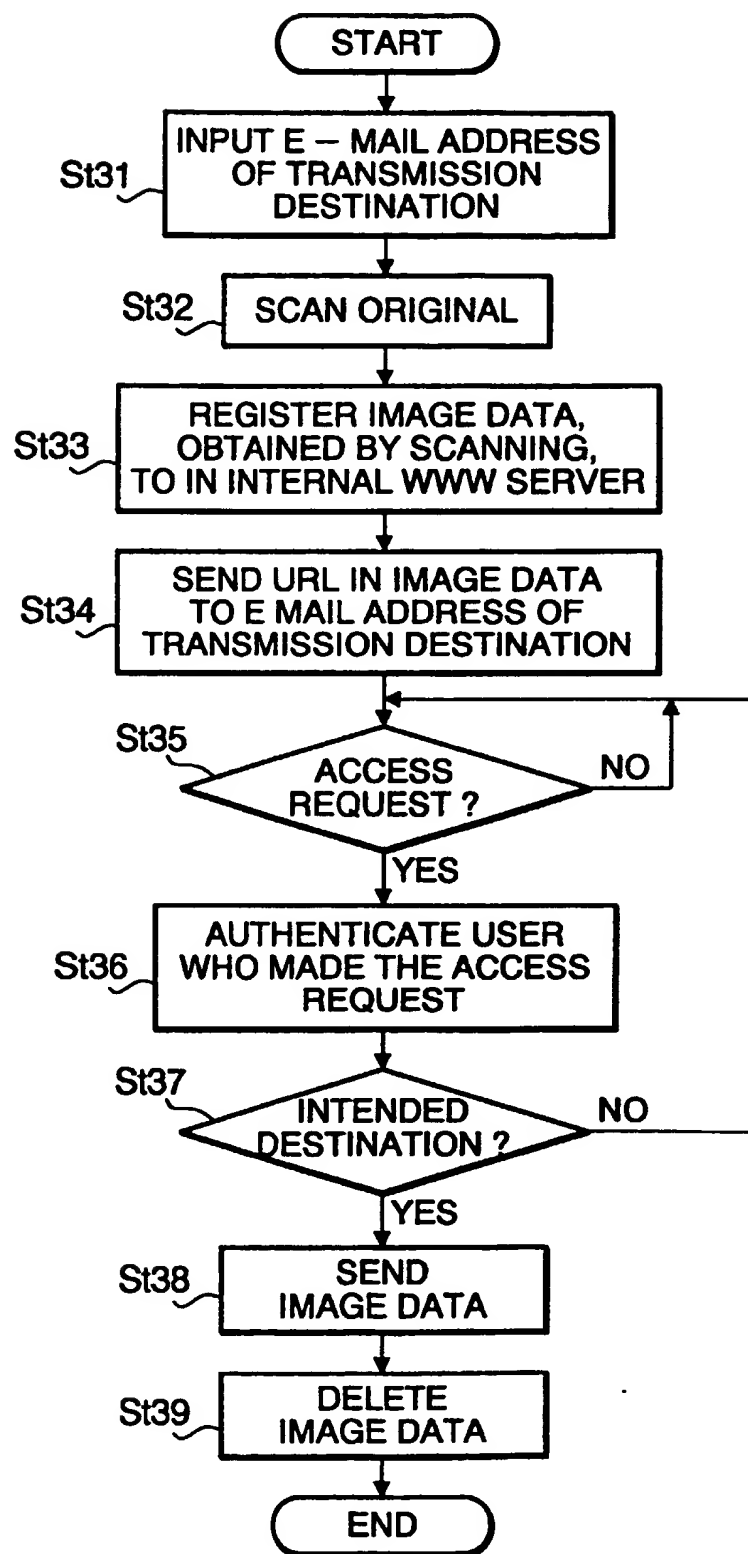 START
St31
INPUT E – MAIL ADDRESS
OF TRANSMISSION
DESTINATION
St32
SCAN ORIGINAL
St33
REGISTER IMAGE DATA,
OBTAINED BY SCANNING,
TO IN INTERNAL WWW SERVER
St34
SEND URL IN IMAGE DATA
TO E MAIL ADDRESS OF
TRANSMISSION DESTINATION
St35
ACCESS
REQUEST ?
NO
YES
St36
AUTHENTICATE USER
WHO MADE THE ACCESS
REQUEST
St37
INTENDED
DESTINATION ?
NO
YES
St38
SEND
IMAGE DATA
St39
DELETE
IMAGE DATA
END